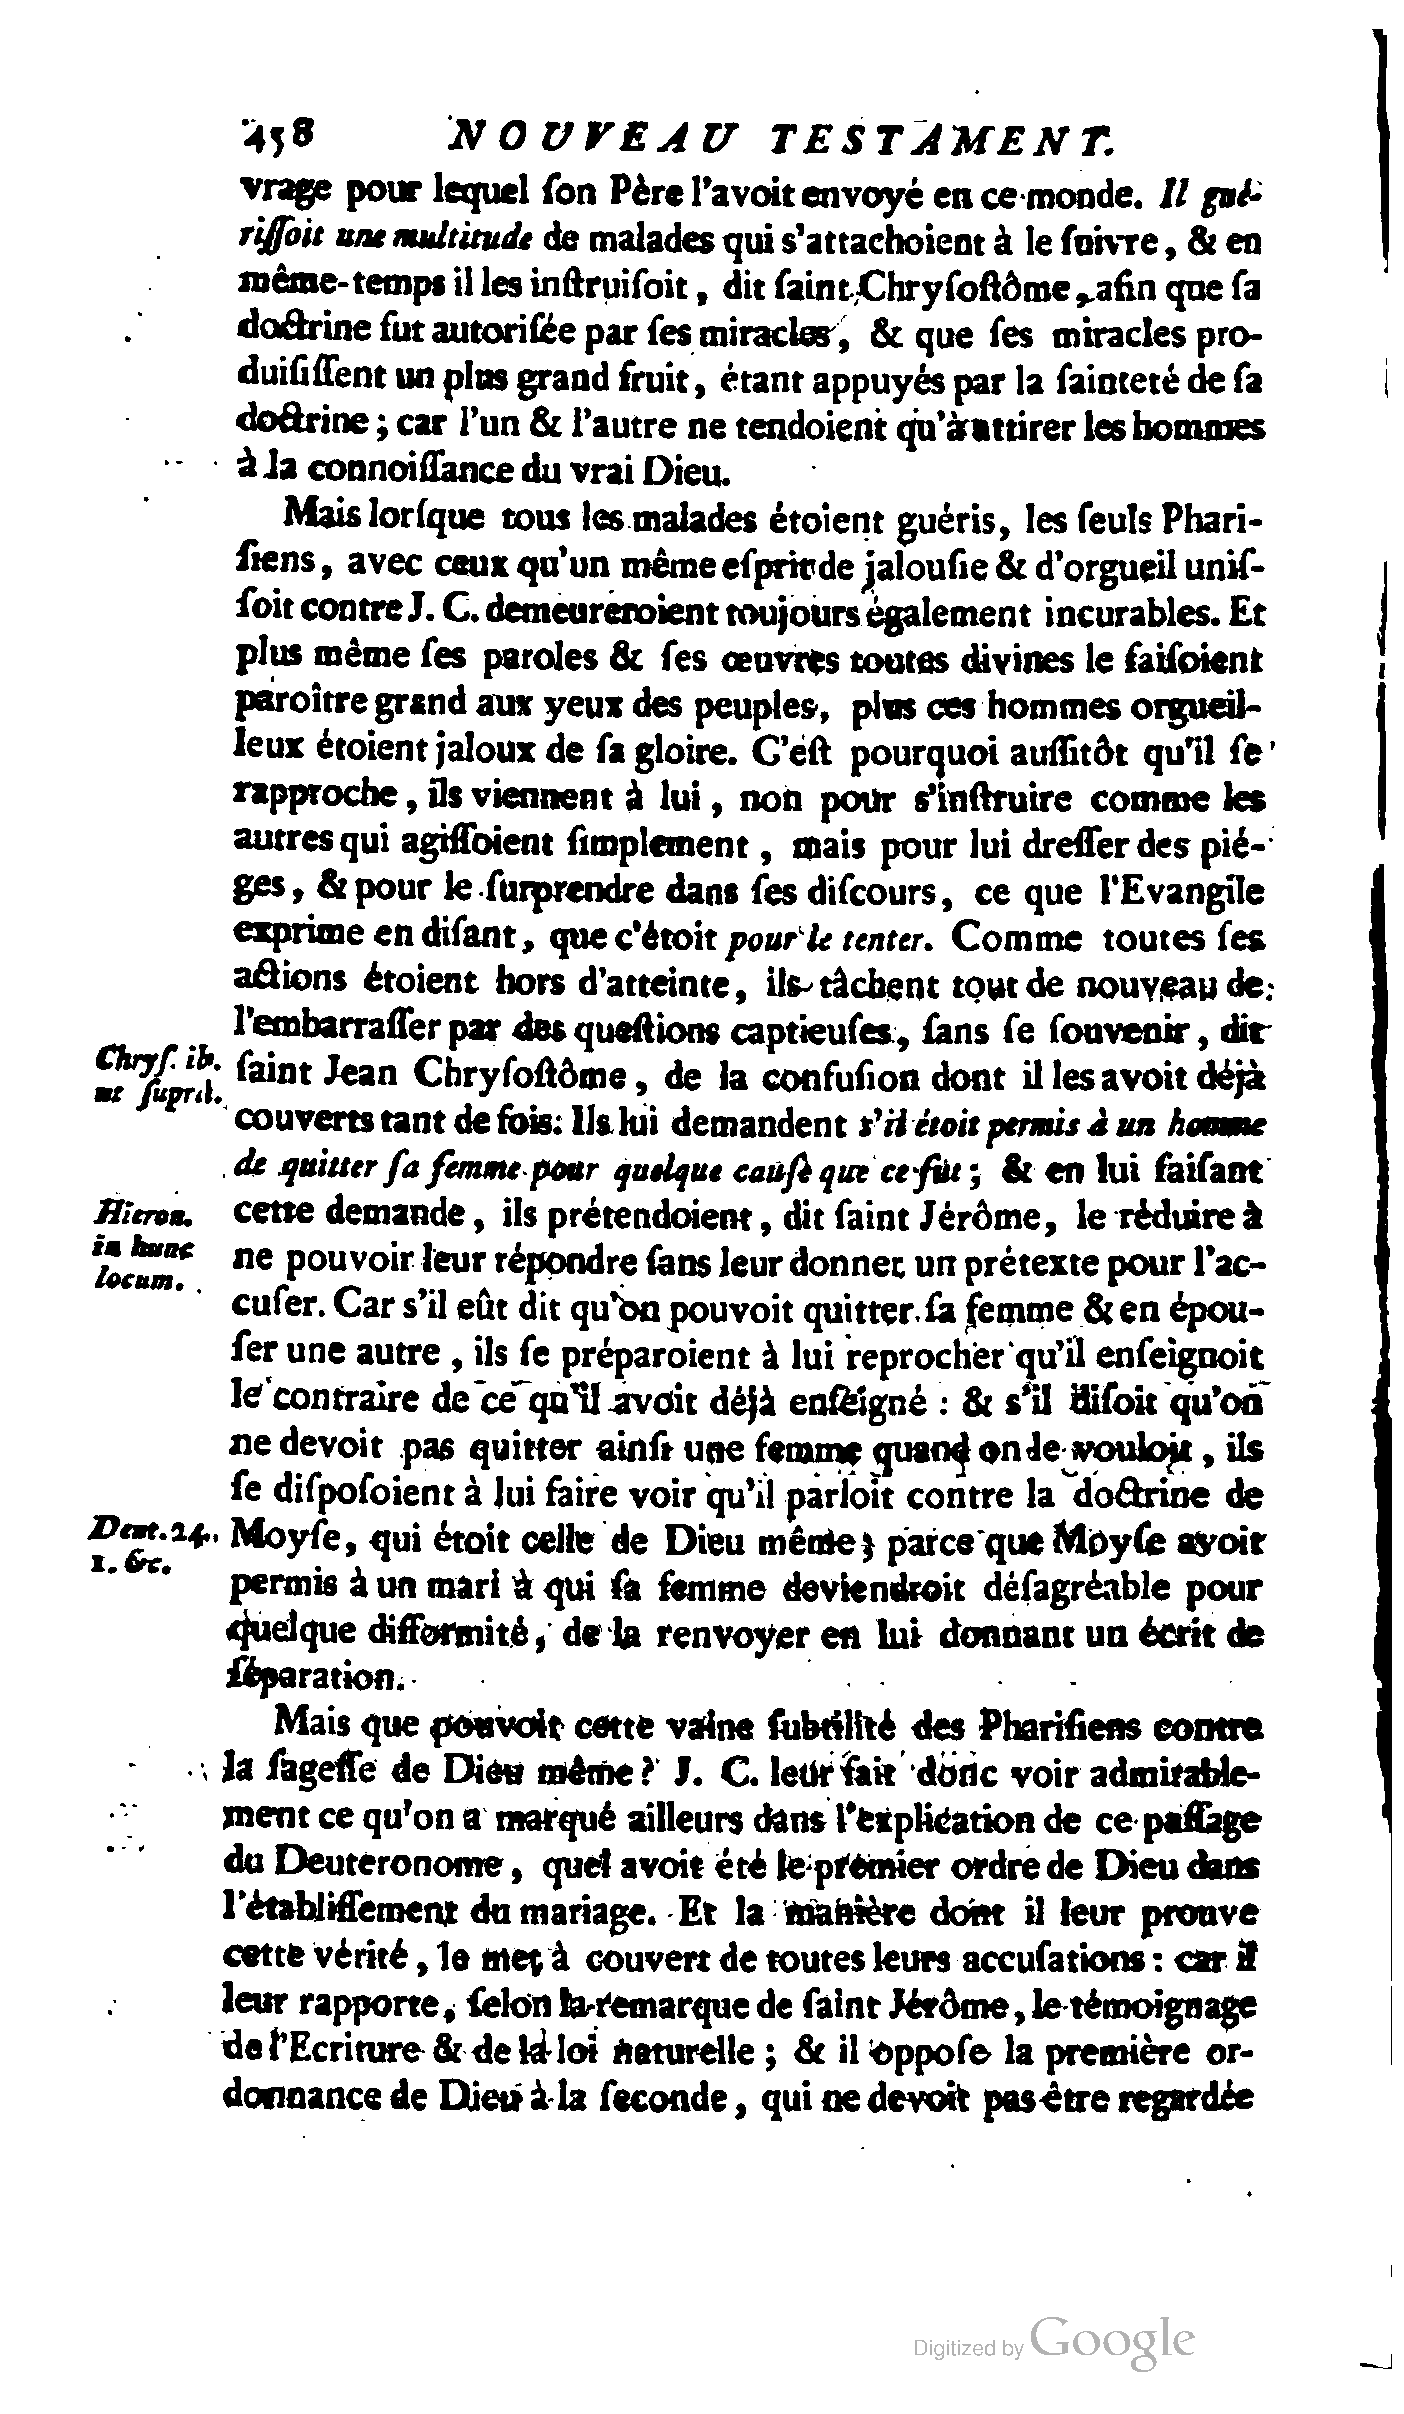 458 NOUVEAU TESTAMENT.
vrage pour lequel ſon Père l'avoit envoyé en ce monde. Il gué-
riſſoit une multitude de malades qui s'attachoient à le ſuivre, & en
même-temps il les inſtruiſoit, dit ſaint Chryſoſtôme, afin que ſa
doctrine fut autoriſée par ſes miracles, & que ſes miracles pro-
duiſiſſent un plus grand fruit, étant appuyés par la ſainteté de ſa
doctrine ; car l'un & l'autre ne tendoient qu'à attirer les hommes
à la connoiſſance du vrai Dieu.
Mais lorſque tous les malades étoient guéris, les ſeuls Phari-
ſiens, avec ceux qu'un même eſprit de jalouſie & d'orgueil uniſ-
ſoit contre J. C. demeureroient toujours également incurables. Et
plus même ſes paroles & ſes œuvres toutes divines le faiſoient
paroître grand aux yeux des peuples, plus ces hommes orgueil-
leux étoient jaloux de ſa gloire. C'eſt pourquoi auſſitôt qu'il ſe
rapproche, ils viennent à lui, non pour s'inſtruire comme les
autres qui agiſſoient ſimplement, mais pour lui dreſſer des pié-
ges, & pour le ſurprendre dans ſes diſcours, ce que l'Evangile
exprime en diſant, que c'étoit pour le tenter. Comme toutes ſes
actions étoient hors d'atteinte, ils tâchent tout de nouveau de
l'embarraſſer par des queſtions captieuſes, ſans ſe ſouvenir, dit
Chryſ. ib.
ut ſuprà.
ſaint Jean Chryſoſtôme, de la confuſion dont il les avoit déjà
couverts tant de fois: Ils lui demandent s'il étoit permis à un homme
de quitter ſa femme pour quelque cauſe que ce fût ; & en lui faiſant
Hieron.
in hunc
locum.
cette demande, ils prétendoient, dit ſaint Jérôme, le réduire à
ne pouvoir leur répondre ſans leur donner un prétexte pour l'ac-
cuſer. Car s'il eût dit qu'on pouvoit quitter ſa femme & en épou-
ſer une autre, ils ſe préparoient à lui reprocher qu'il enſeignoit
le contraire de ce qu'il avoit déjà enſeigné : & s'il diſoit qu'on
ne devoit pas quitter ainſi une femme quand on le vouloit, ils
ſe diſpoſoient à lui faire voir qu'il parloit contre la doctrine de
Deut. 24.
1. &c.
Moyſe, qui étoit celle de Dieu même ; parce que Moyſe avoit
permis à un mari à qui ſa femme deviendroit déſagréable pour
quelque difformité, de la renvoyer en lui donnant un écrit de
ſéparation.
Mais que pouvoit cette vaine ſubtilité des Phariſiens contre
la ſageſſe de Dieu même ? J. C. leur fait donc voir admirable-
ment ce qu'on a marqué ailleurs dans l'explication de ce paſſage
du Deuteronome, quel avoit été le premier ordre de Dieu dans
l'établiſſement du mariage. Et la manière dont il leur prouve
cette vérité, le met à couvert de toutes leurs accuſations : car il
leur rapporte, ſelon la remarque de ſaint Jérôme, le témoignage
de l'Ecriture & de la loi naturelle ; & il oppoſe la première or-
donnance de Dieu à la ſeconde, qui ne devoit pas être regardée
Digitized by Google